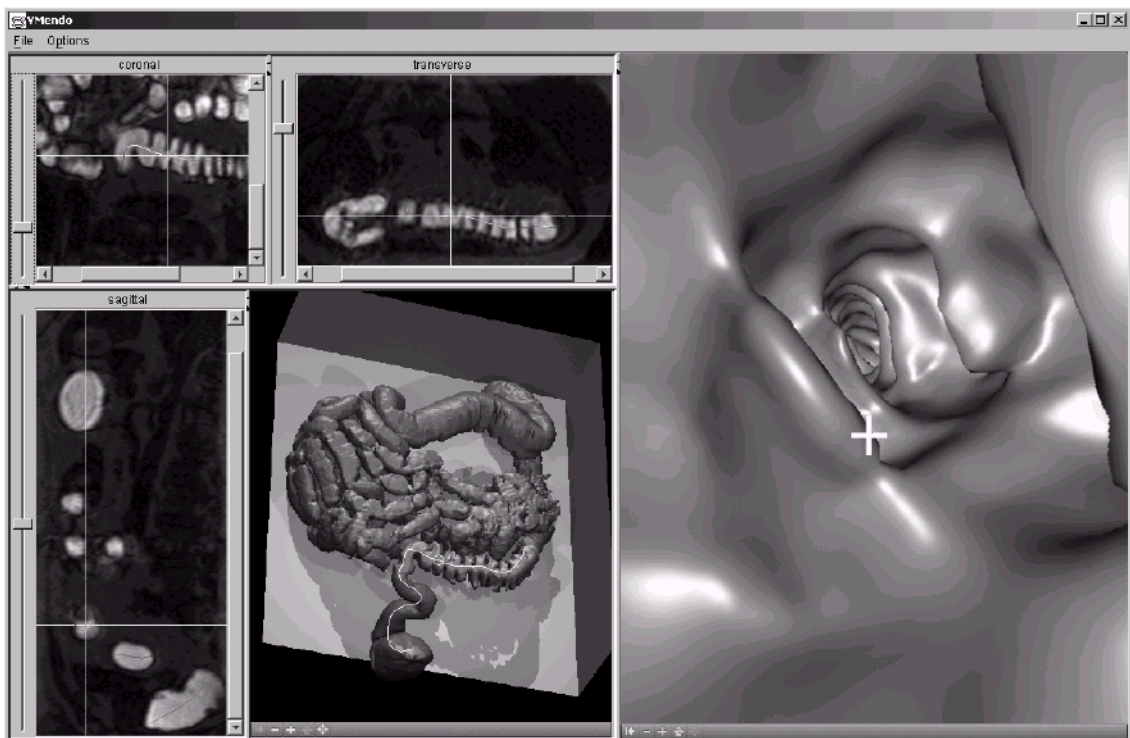 VMendo
File Options
coronal
transverse
sagittal